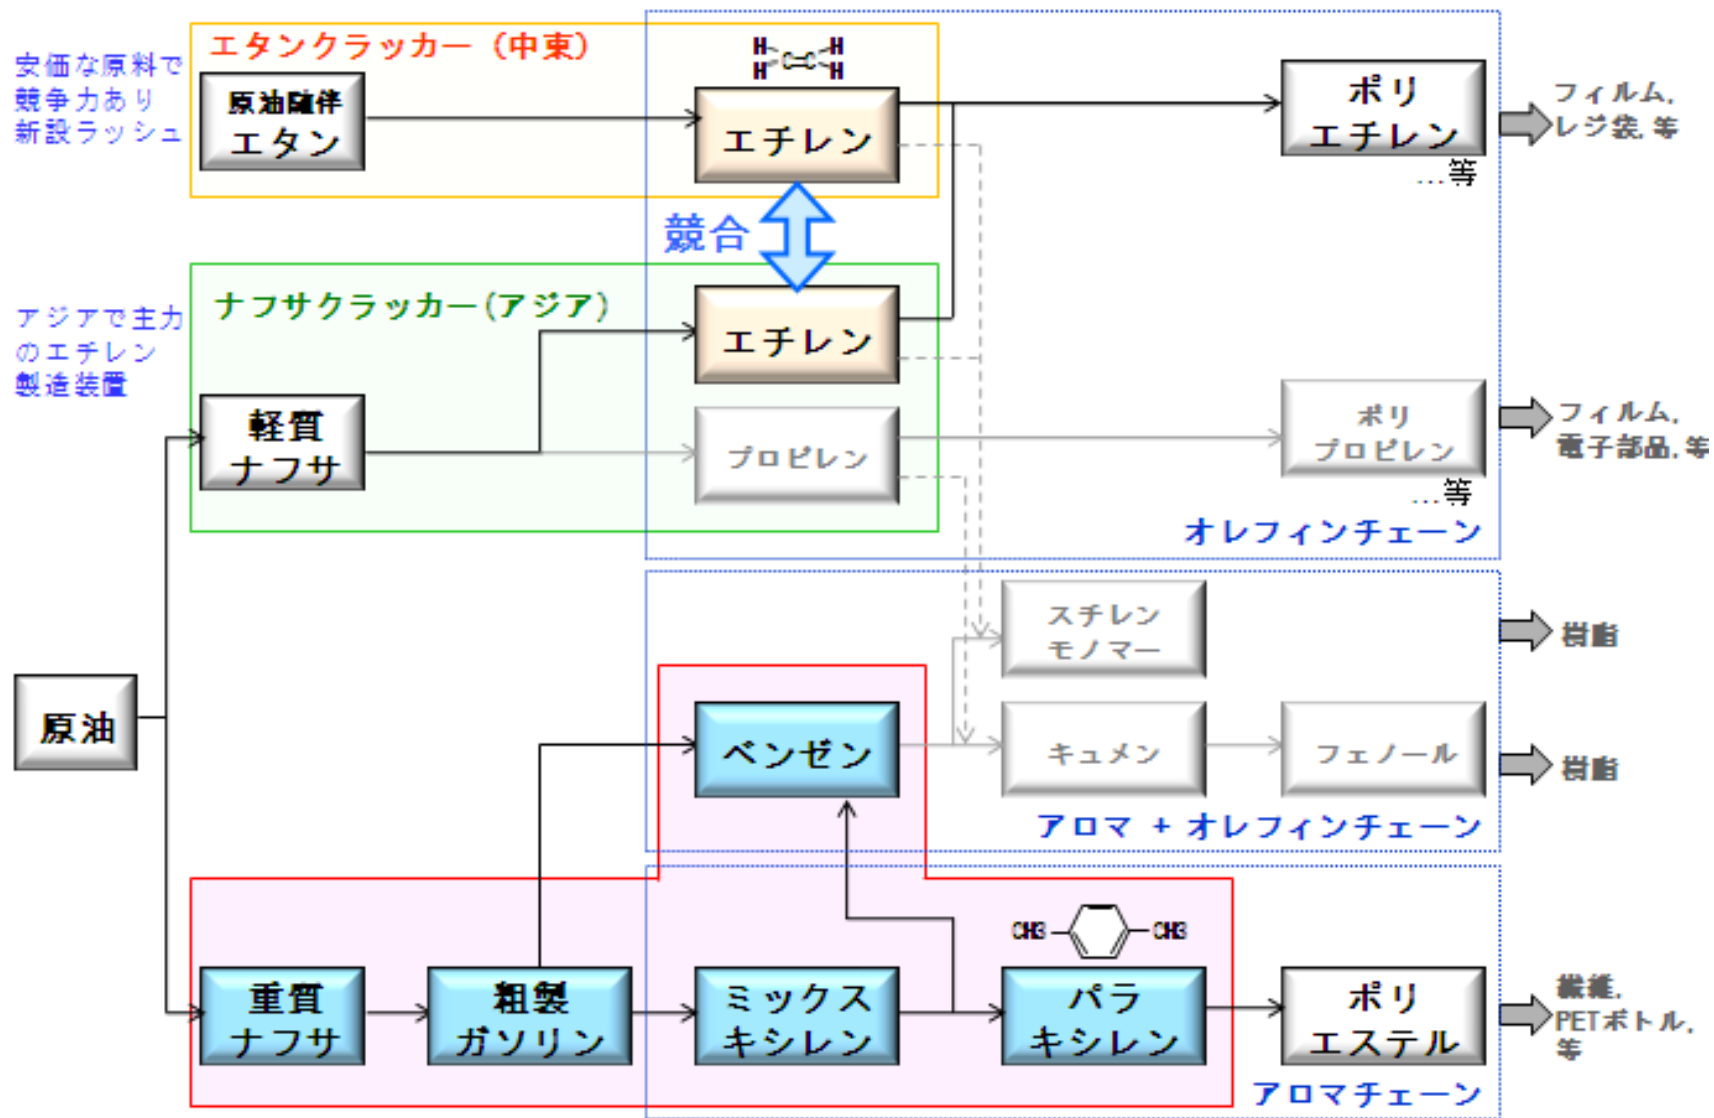 エタンクラッカー（中東）
安価な原料で
競争力あり
新設ラッシュ
原油随伴
エタン
H
H
C=C
H
H
エチレン
ポリ
エチレン
…等
フィルム,
レジ袋,等
競合
ナフサクラッカー(アジア)
アジアで主力
のエチレン
製造装置
エチレン
軽質
ナフサ
プロピレン
ポリ
プロピレン
…等
フィルム,
電子部品,等
オレフィンチェーン
スチレン
モノマー
樹脂
原油
ベンゼン
キュメン
フェノール
樹脂
アロマ + オレフィンチェーン
CH3
CH3
重質
ナフサ
粗製
ガソリン
ミックス
キシレン
パラ
キシレン
ポリ
エステル
繊維,
PETボトル,
等
アロマチェーン